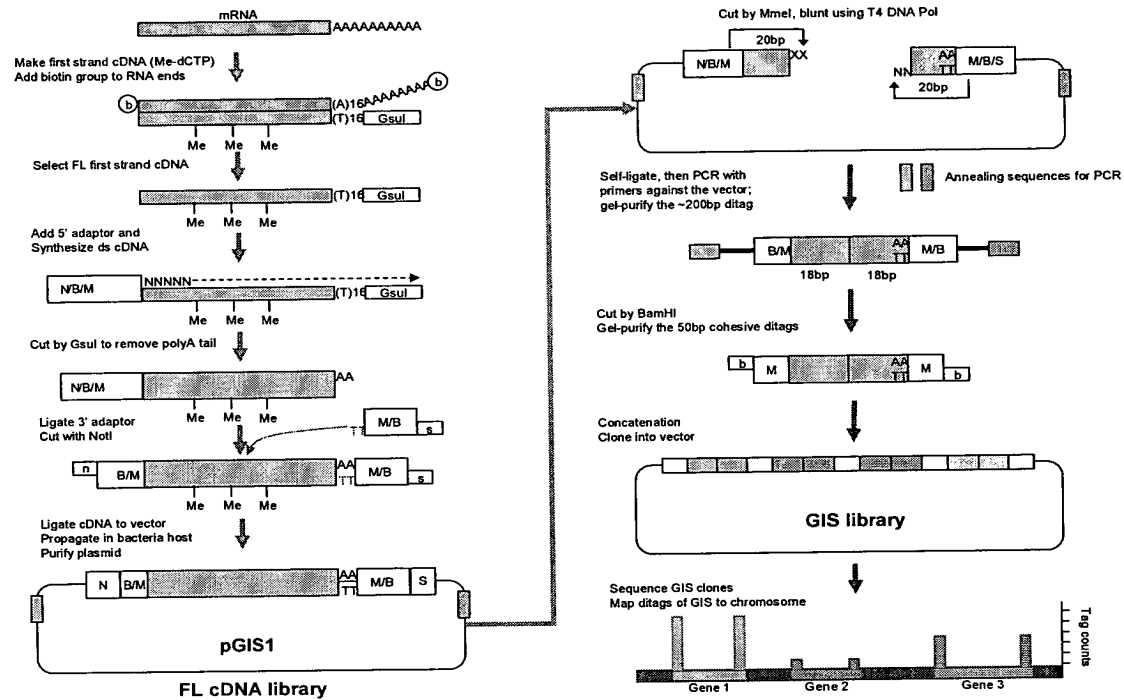 mRNA
AAAAAAAAAA
Make first strand cDNA (Me-dCTP)
Add biotin group to RNA ends
b
(A)16
AAAAAAAA
b
(T)16
GsuI
Me Me Me
Select FL first strand cDNA
(T)16
GsuI
Me Me Me
Add 5' adaptor and
Synthesize ds cDNA
N/B/M
NNNNN
(T)16
GsuI
Me Me Me
Cut by GsuI to remove polyA tail
N/B/M
AA
Me Me Me
Ligate 3' adaptor
Cut with NotI
TT
M/B
s
n
B/M
AA
TT
M/B
s
Me Me Me
Ligate cDNA to vector
Propagate in bacteria host
Purify plasmid
N
B/M
AA
TT
M/B
S
pGIS1
FL cDNA library
Cut by MmeI, blunt using T4 DNA Pol
20bp
N/B/M
XX
NN
AA
TT
M/B/S
20bp
Self-ligate, then PCR with
primers against the vector;
gel-purify the ~200bp ditag
Annealing sequences for PCR
B/M
AA
TT
M/B
18bp
18bp
Cut by BamHI
Gel-purify the 50bp cohesive ditags
b
M
AA
TT
M
b
Concatenation
Clone into vector
GIS library
Sequence GIS clones
Map ditags of GIS to chromosome
Tag
counts
Gene 1
Gene 2
Gene 3